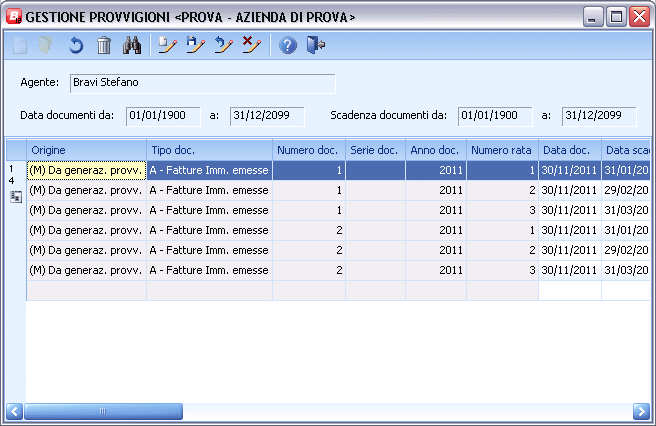 GESTIONE PROVVIGIONI <PROVA - AZIENDA DI PROVA>
Agente: Bravi Stefano
Data documenti da: 01/01/1900 a: 31/12/2099 Scadenza documenti da: 01/01/1900 a: 31/12/2099
Origine Tipo doc. Numero doc. Serie doc. Anno doc. Numero rata Data doc. Data scad
1 (M) Da generaz. provv. A - Fatture Imm. emesse 1 2011 1 30/11/2011 31/01/20
4 (M) Da generaz. provv. A - Fatture Imm. emesse 1 2011 2 30/11/2011 29/02/20
(M) Da generaz. provv. A - Fatture Imm. emesse 1 2011 3 30/11/2011 31/03/20
(M) Da generaz. provv. A - Fatture Imm. emesse 2 2011 1 30/11/2011 31/01/20
(M) Da generaz. provv. A - Fatture Imm. emesse 2 2011 2 30/11/2011 29/02/20
(M) Da generaz. provv. A - Fatture Imm. emesse 2 2011 3 30/11/2011 31/03/20